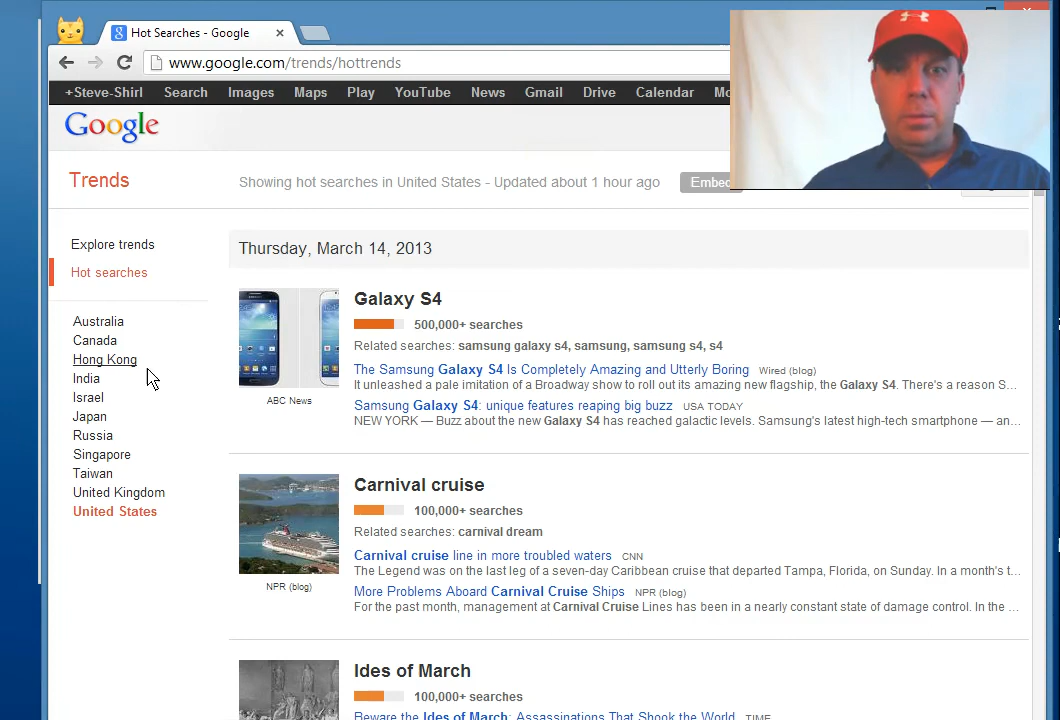 Hot Searches - Google
www.google.com/trends/hottrends
+Steve-Shirl Search Images Maps Play YouTube News Gmail Drive Calendar
Google
Trends
Showing hot searches in United States - Updated about 1 hour ago
Explore trends
Hot searches
Australia
Canada
Hong Kong
India
Israel
Japan
Russia
Singapore
Taiwan
United Kingdom
United States
Thursday, March 14, 2013
Galaxy S4
500,000+ searches
Related searches: samsung galaxy s4, samsung, samsung s4, s4
The Samsung Galaxy S4 Is Completely Amazing and Utterly Boring Wired (blog)
It unleashed a pale imitation of a Broadway show to roll out its amazing new flagship, the Galaxy S4. There's a reason S...
Samsung Galaxy S4: unique features reaping big buzz USA TODAY
NEW YORK — Buzz about the new Galaxy S4 has reached galactic levels. Samsung's latest high-tech smartphone — an...
ABC News
Carnival cruise
100,000+ searches
Related searches: carnival dream
Carnival cruise line in more troubled waters CNN
The Legend was on the last leg of a seven-day Caribbean cruise that departed Tampa, Florida, on Sunday. In a month's t...
More Problems Aboard Carnival Cruise Ships NPR (blog)
For the past month, management at Carnival Cruise Lines has been in a nearly constant state of damage control. In the ...
NPR (blog)
Ides of March
100,000+ searches
Beware the Ides of March: Assassinations That Shook the World TIME